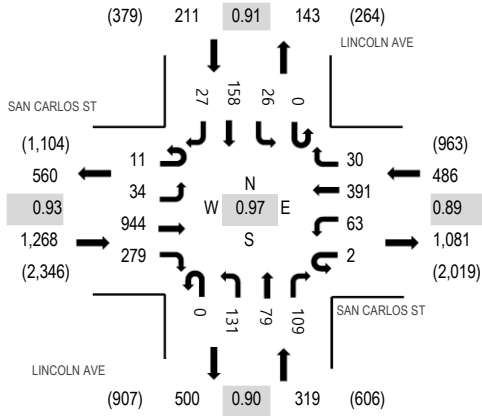 (379) 211 0.91 143 (264)
LINCOLN AVE
27 158 26 0
SAN CARLOS ST
(1,104) (963)
11 30
560 486
34 N 391
0.93 W 0.97 E 0.89
944 S 63
1,268 1,081
279 2
(2,346) (2,019)
0 131 79 109
SAN CARLOS ST
LINCOLN AVE
(907) 500 0.90 319 (606)